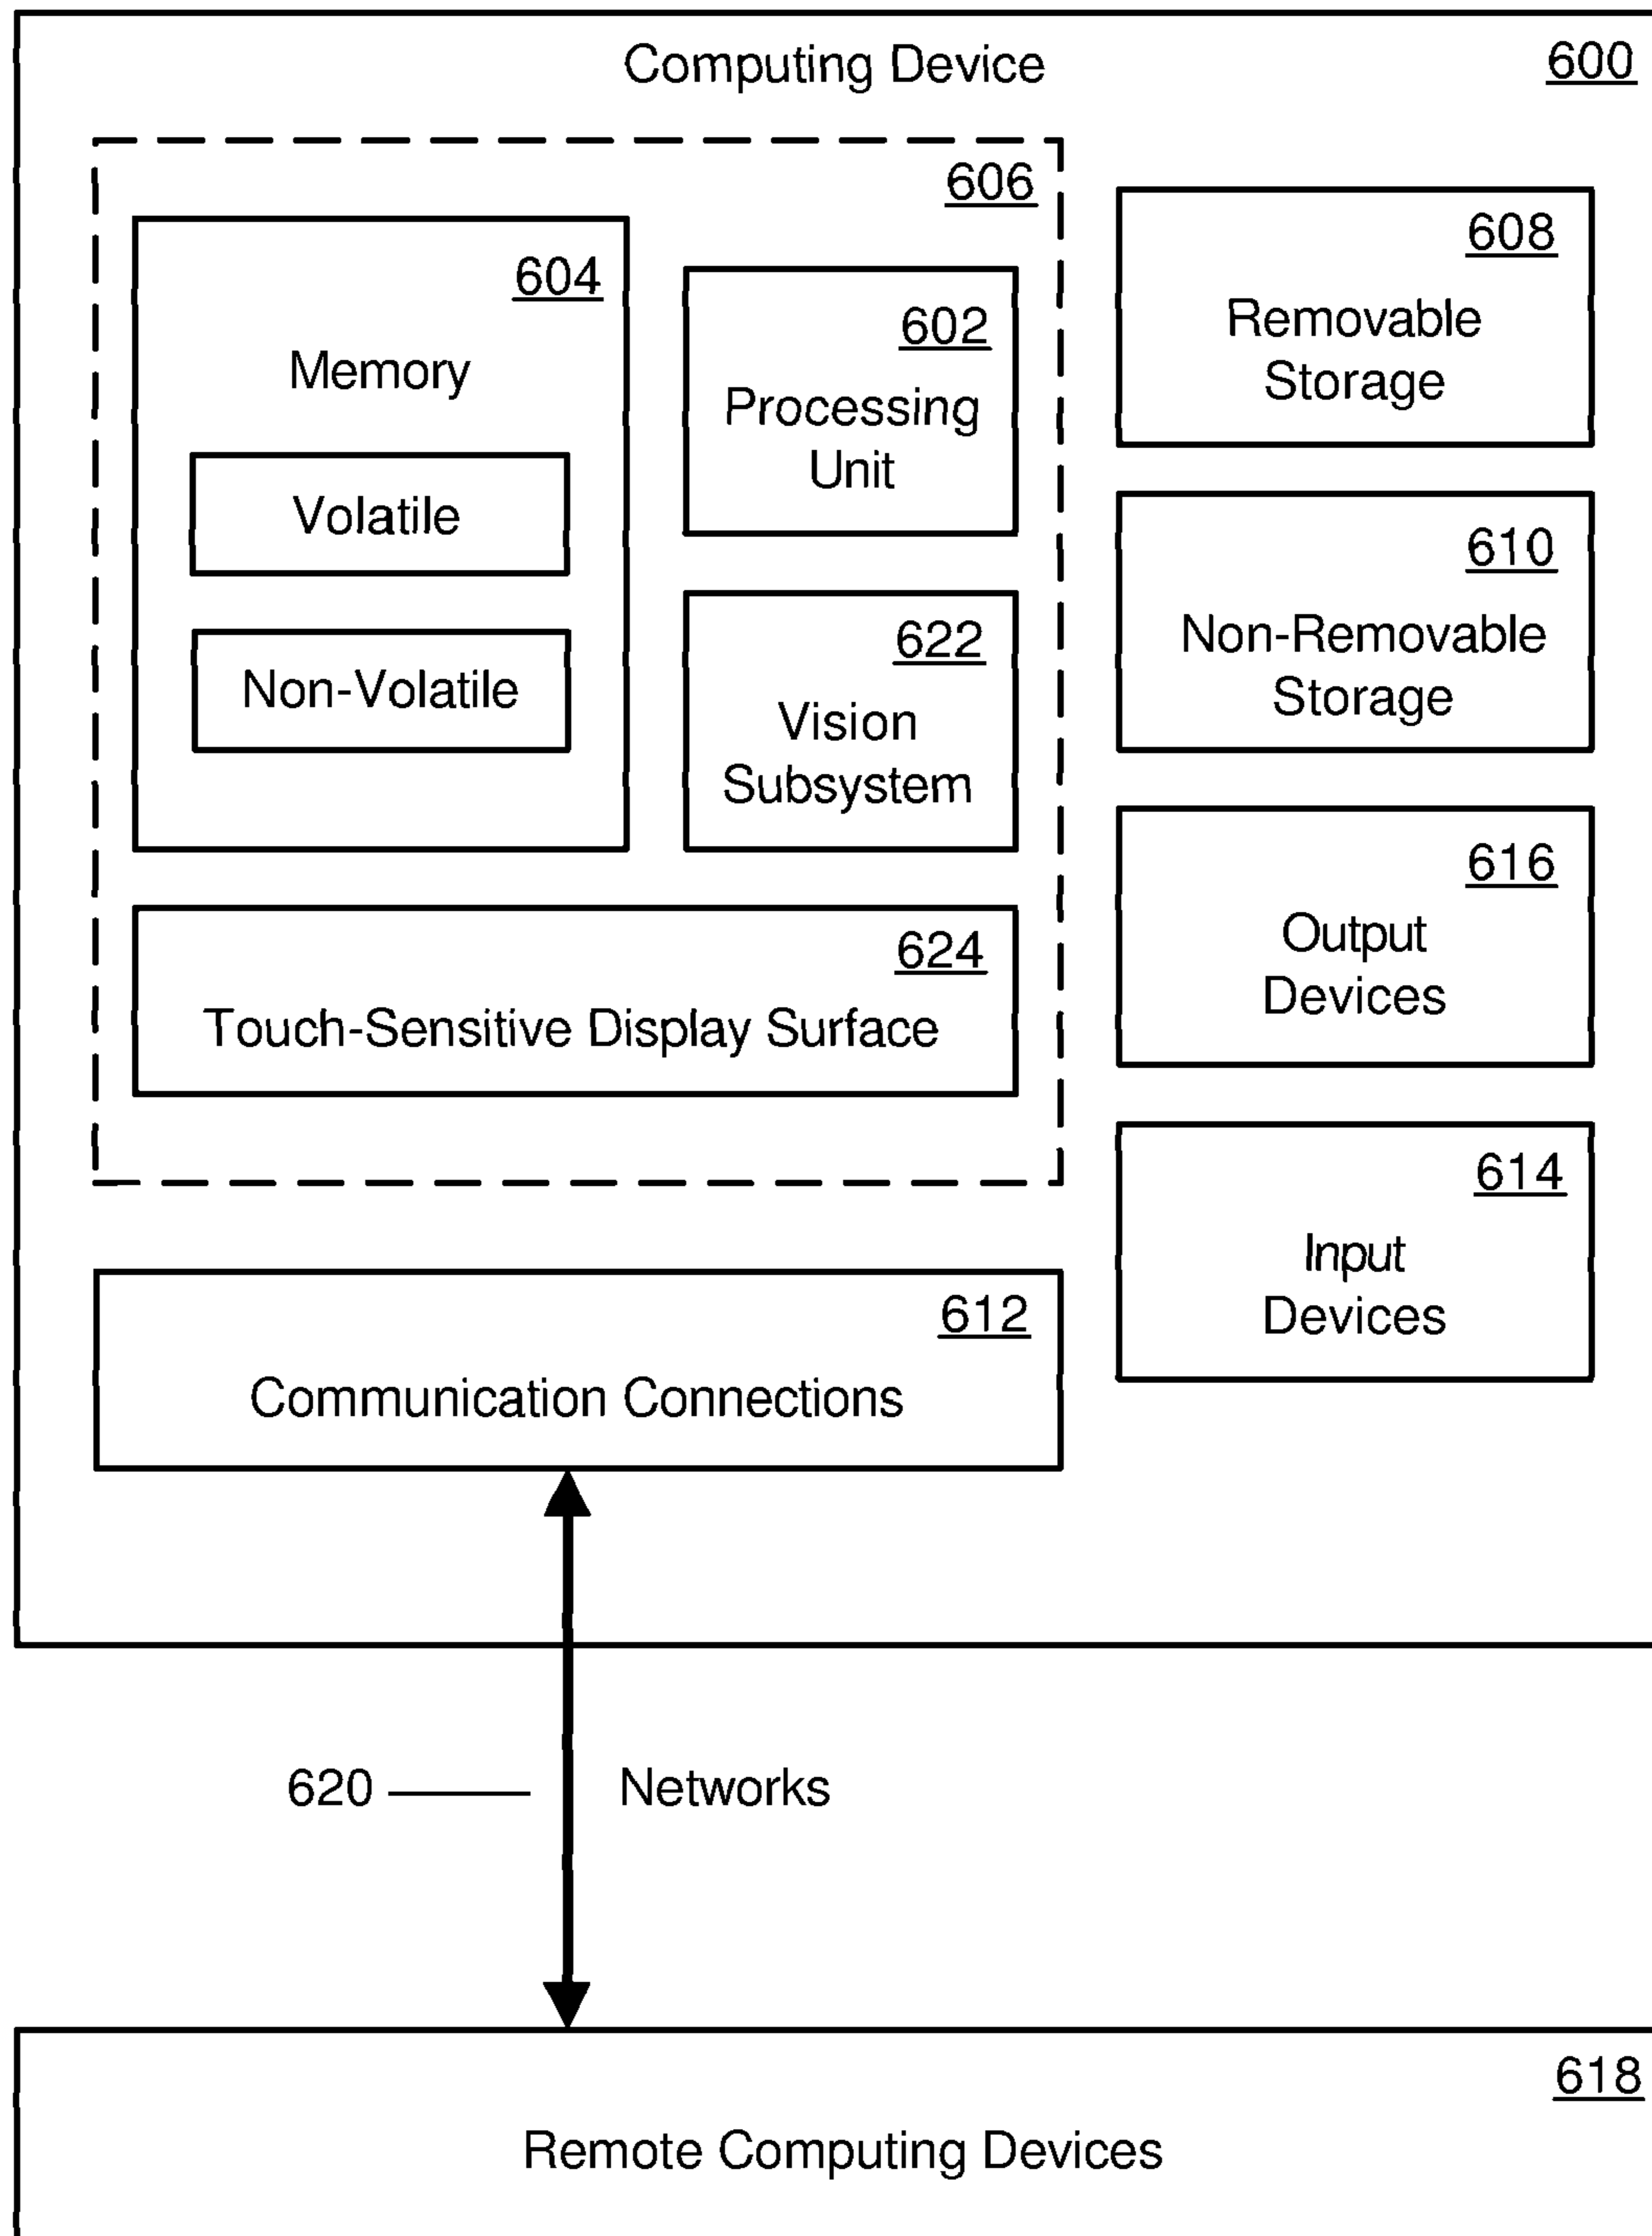 Computing Device
600
606
604
Memory
Volatile
Non-Volatile
602
Processing
Unit
622
Vision
Subsystem
624
Touch-Sensitive Display Surface
608
Removable
Storage
610
Non-Removable
Storage
616
Output
Devices
614
Input
Devices
612
Communication Connections
620
Networks
618
Remote Computing Devices